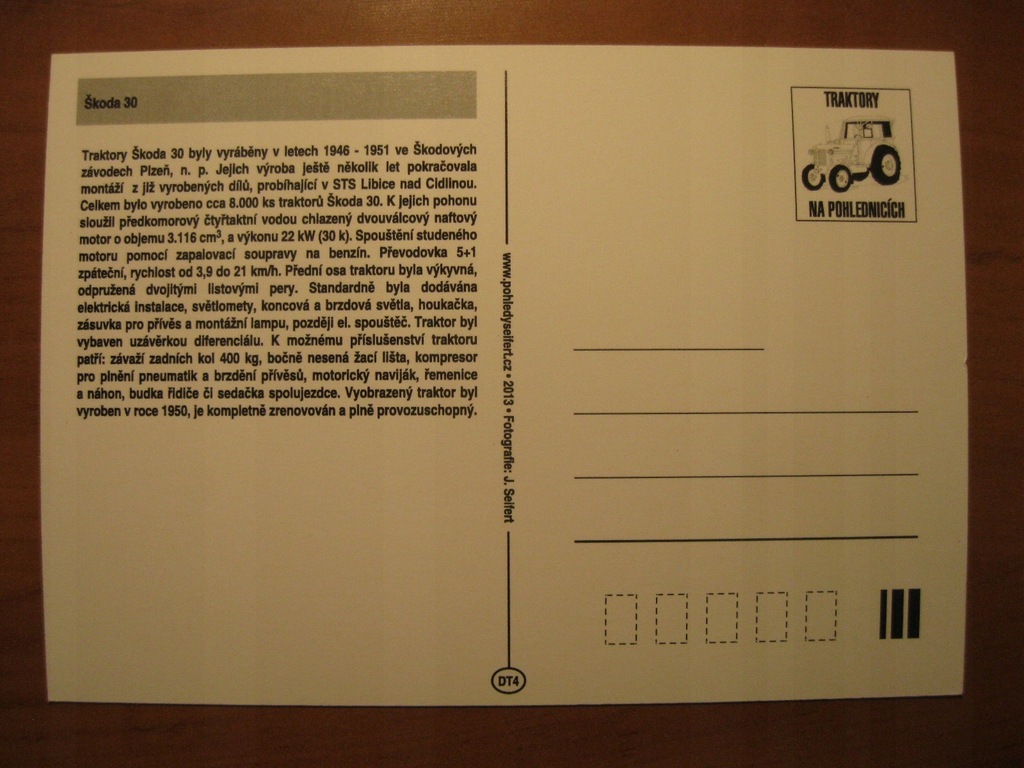 Škoda 30
Traktory Škoda 30 byly vyráběny v letech 1946 - 1951 ve Škodových
závodech Plzeň, n. p. Jejich výroba ještě několik let pokračovala
montáží z již vyrobených dílů, probíhající v STS Libice nad Cidlinou.
Celkem bylo vyrobeno cca 8.000 ks traktorů Škoda 30. K jejich pohonu
sloužil předkomorový čtyřtaktní vodou chlazený dvouválcový naftový
motor o objemu 3.116 cm³, a výkonu 22 kW (30 k). Spouštění studeného
motoru pomocí zapalovací soupravy na benzín. Převodovka 5+1
zpáteční, rychlost od 3,9 do 21 km/h. Přední osa traktoru byla výkyvná,
odpružená dvojitými listovými pery. Standardně byla dodávána
elektrická instalace, světlomety, koncová a brzdová světla, houkačka,
zásuvka pro přívěs a montážní lampu, později el. spouštěč. Traktor byl
vybaven uzávěrkou diferenciálu. K možnému příslušenství traktoru
patří: závaží zadních kol 400 kg, bočně nesená žací lišta, kompresor
pro plnění pneumatik a brzdění přívěsů, motorický naviják, řemenice
a náhon, budka řidiče či sedačka spolujezdce. Vyobrazený traktor byl
vyroben v roce 1950, je kompletně zrenovován a plně provozuschopný.
www.pohledyseifert.cz • 2013 • Fotografie: J. Seifert
DT4
TRAKTORY
NA POHLEDNICÍCH